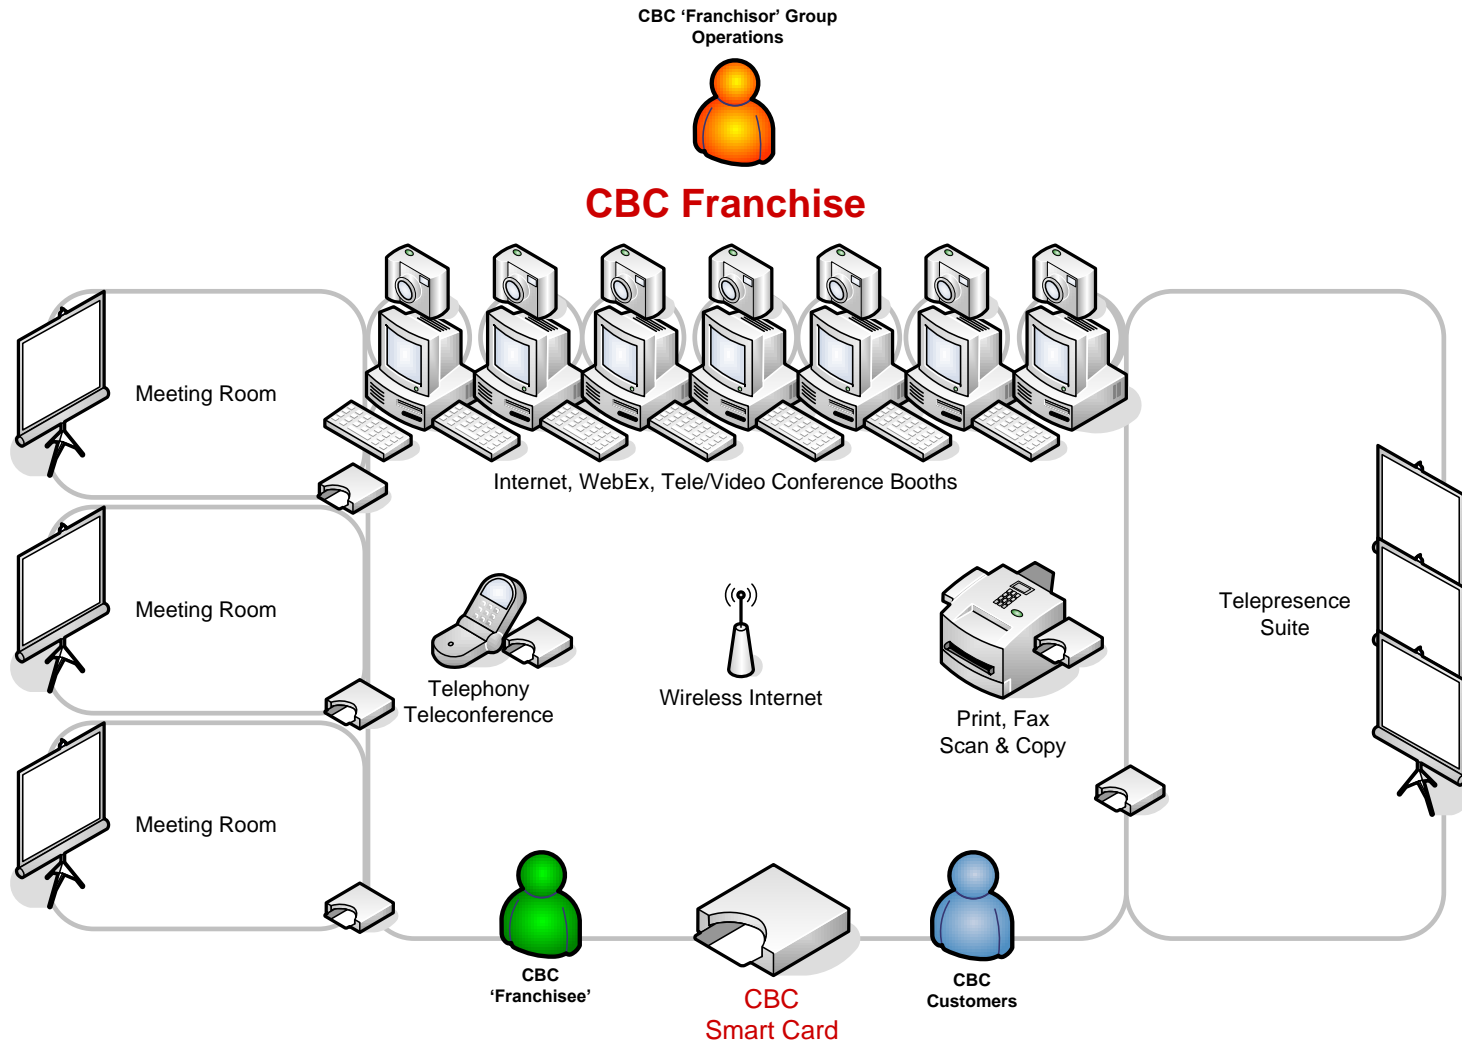 CBC ‘Franchisor’ Group
Operations
CBC Franchise
Meeting Room
Internet, WebEx, Tele/Video Conference Booths
Meeting Room
Telephony
Teleconference
Wireless Internet
Print, Fax
Scan & Copy
Telepresence
Suite
Meeting Room
CBC
‘Franchisee’
CBC
Smart Card
CBC
Customers